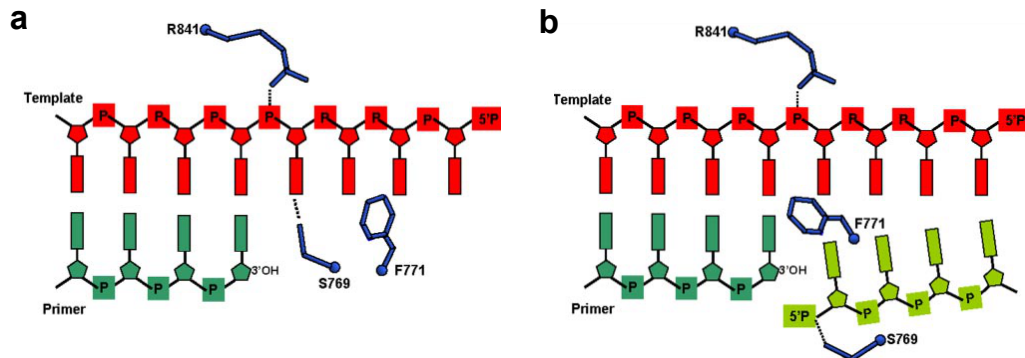 a
R841
Template
P P P P R R P 5'P
3'OH
S769
F771
P P P
Primer
b
R841
Template
P P P P R R P 5'P
F771
3'OH
P P P
5'P P P P
Primer
S769